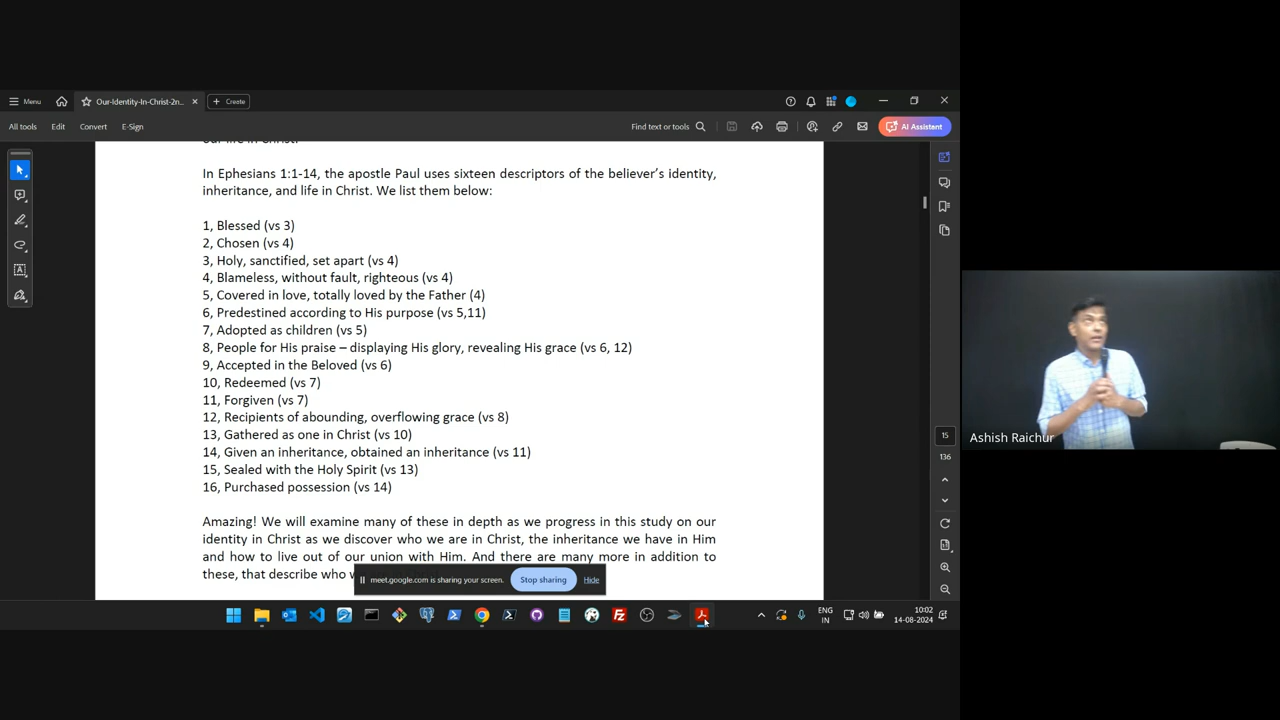 Menu
Our-Identity-In-Christ-2n...
Create
All tools
Edit
Convert
E-Sign
Find text or tools
AI Assistant
our life in Christ.
In Ephesians 1:1-14, the apostle Paul uses sixteen descriptors of the believer's identity,
inheritance, and life in Christ. We list them below:
1, Blessed (vs 3)
2, Chosen (vs 4)
3, Holy, sanctified, set apart (vs 4)
4, Blameless, without fault, righteous (vs 4)
5, Covered in love, totally loved by the Father (4)
6, Predestined according to His purpose (vs 5,11)
7, Adopted as children (vs 5)
8, People for His praise – displaying His glory, revealing His grace (vs 6, 12)
9, Accepted in the Beloved (vs 6)
10, Redeemed (vs 7)
11, Forgiven (vs 7)
12, Recipients of abounding, overflowing grace (vs 8)
13, Gathered as one in Christ (vs 10)
14, Given an inheritance, obtained an inheritance (vs 11)
15, Sealed with the Holy Spirit (vs 13)
16, Purchased possession (vs 14)
Amazing! We will examine many of these in depth as we progress in this study on our
identity in Christ as we discover who we are in Christ, the inheritance we have in Him
and how to live out of our union with Him. And there are many more in addition to
these, that describe who
meet.google.com is sharing your screen.
Stop sharing
Hide
15
136
ENG
IN
10:02
14-08-2024
Ashish Raichur